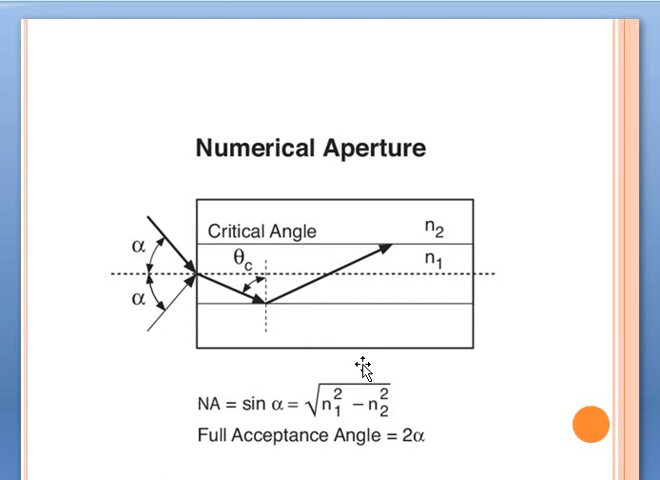 Numerical Aperture
Critical Angle n₂
α θc n₁
α
NA = sin α = √(n₁² − n₂²)
Full Acceptance Angle = 2α